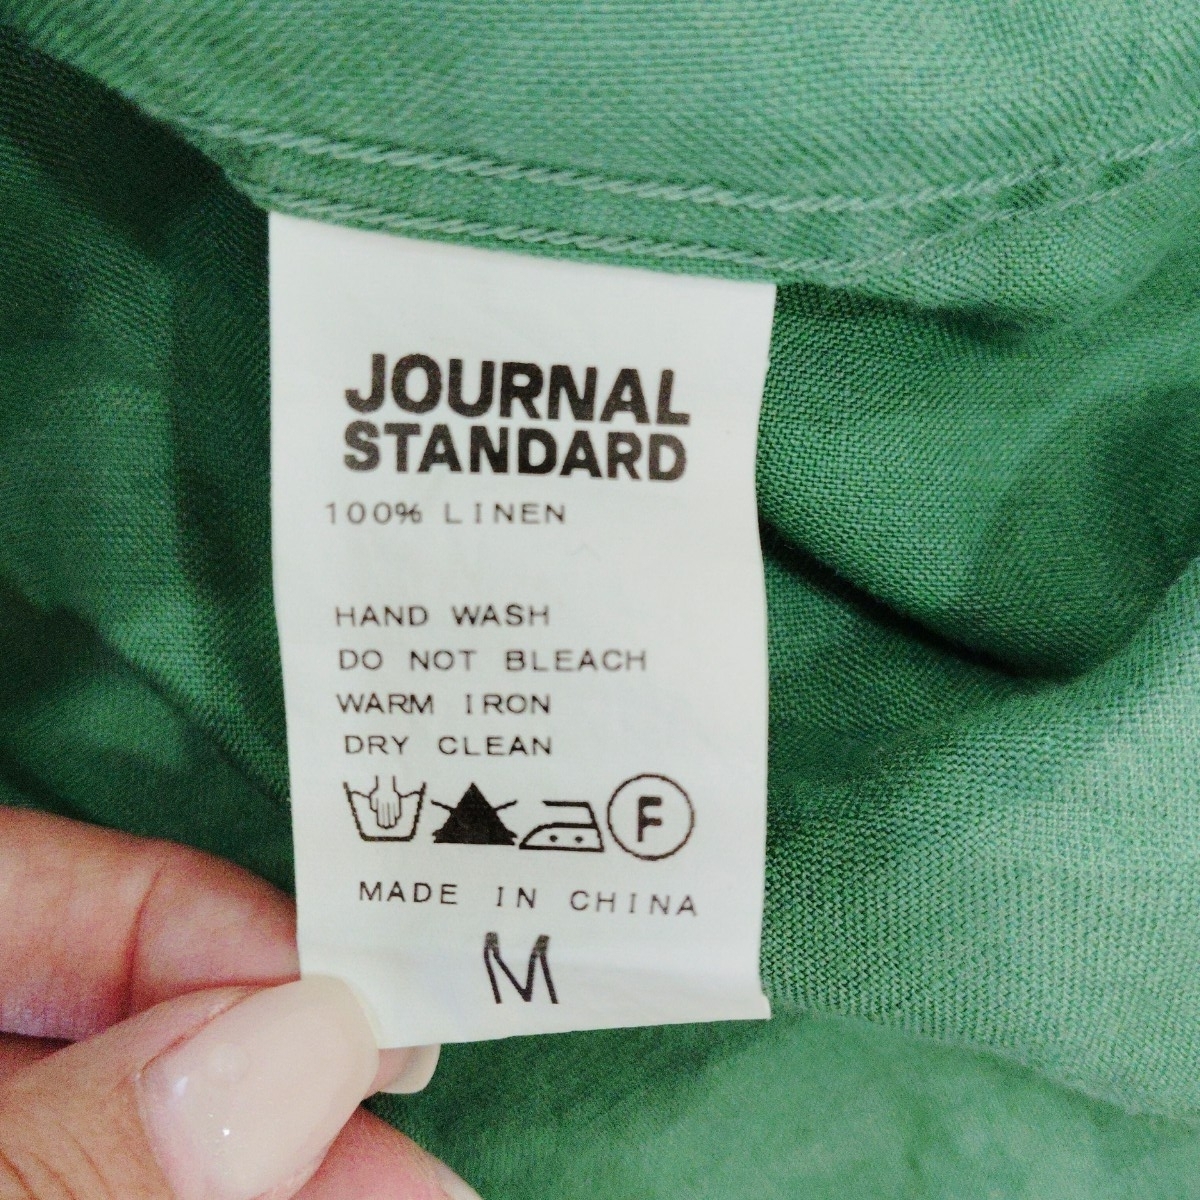 JOURNAL
STANDARD
100% LINEN
HAND WASH
DO NOT BLEACH
WARM IRON
DRY CLEAN
F
MADE IN CHINA
M